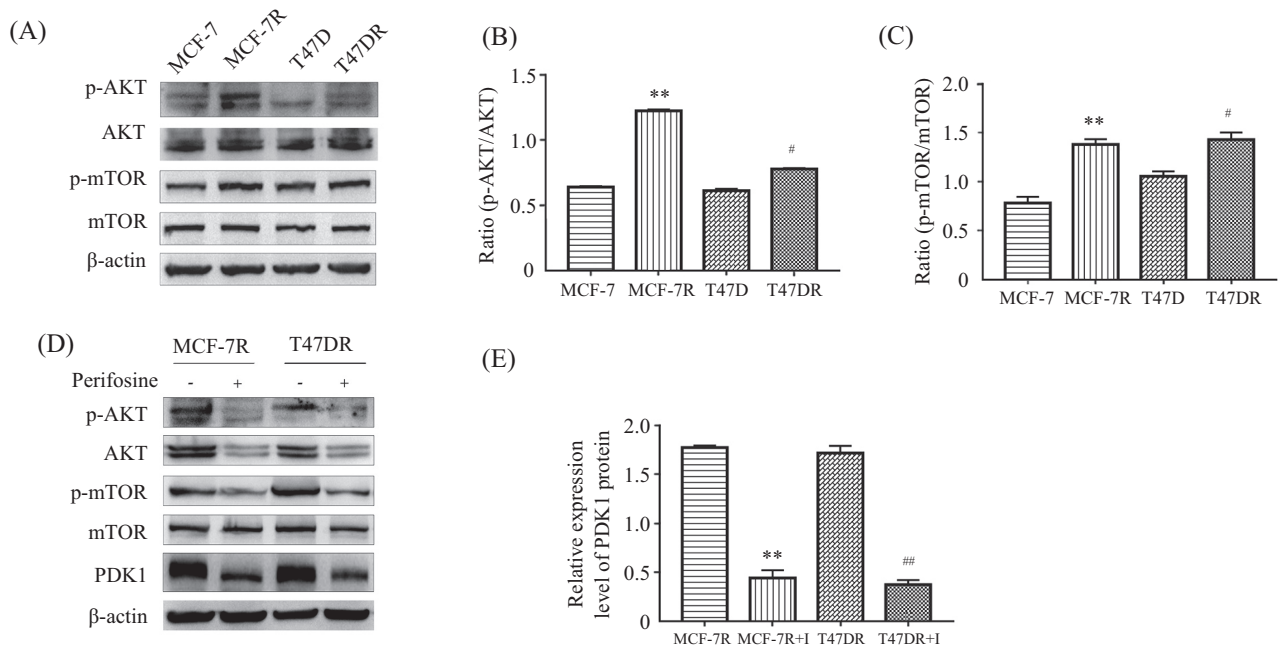 (A)
MCF-7
MCF-7R
T47D
T47DR
p-AKT
AKT
p-mTOR
mTOR
β-actin
(B)
Ratio (p-AKT/AKT)
1.5
1.0
0.5
0
**
#
MCF-7 MCF-7R T47D T47DR
(C)
Ratio (p-mTOR/mTOR)
2.0
1.5
1.0
0.5
0
**
#
MCF-7 MCF-7R T47D T47DR
(D)
MCF-7R T47DR
Perifosine - + - +
p-AKT
AKT
p-mTOR
mTOR
PDK1
β-actin
(E)
Relative expression
level of PDK1 protein
2.0
1.5
1.0
0.5
0
**
##
MCF-7R MCF-7R+I T47DR T47DR+I